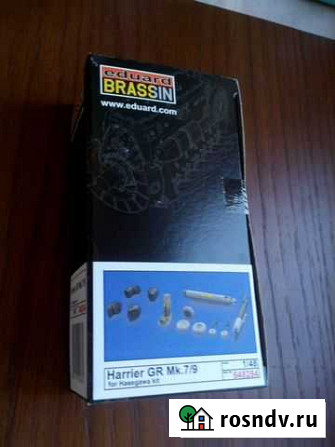 eduard
BRASSIN
www.eduard.com
Harrier GR Mk.7/9
for Hasegawa kit
1/48
rosndv.ru